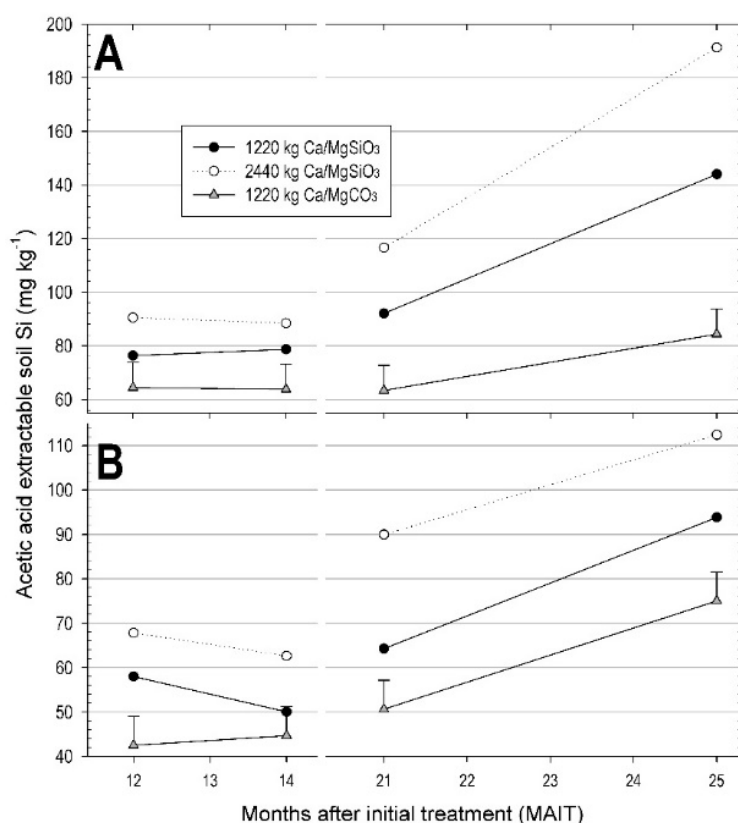 A
200
180
160
140
120
100
80
60
1220 kg Ca/MgSiO₃
2440 kg Ca/MgSiO₃
1220 kg Ca/MgCO₃
B
110
100
90
80
70
60
50
40
Acetic acid extractable soil Si (mg kg⁻¹)
12 13 14 21 22 23 24 25
Months after initial treatment (MAIT)